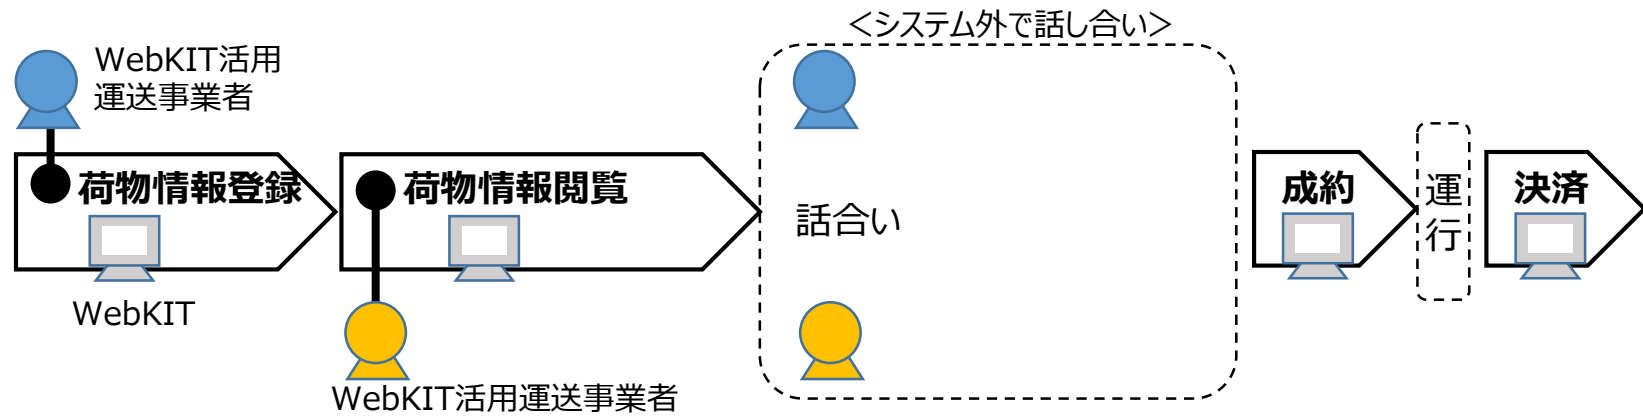 <システム外で話し合い>
WebKIT活用
運送事業者
荷物情報登録
荷物情報閲覧
話合い
成約
運行
決済
WebKIT
WebKIT活用運送事業者